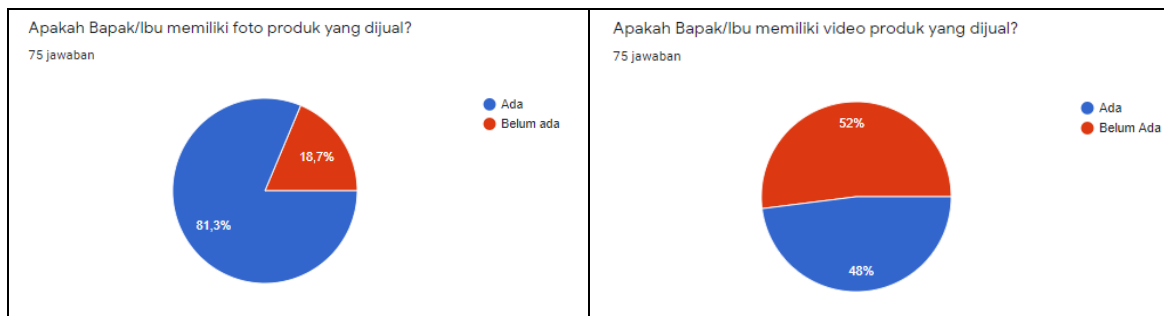 Apakah Bapak/Ibu memiliki foto produk yang dijual?
75 jawaban
Ada
Belum ada
18,7%
81,3%
Apakah Bapak/Ibu memiliki video produk yang dijual?
75 jawaban
Ada
Belum Ada
52%
48%